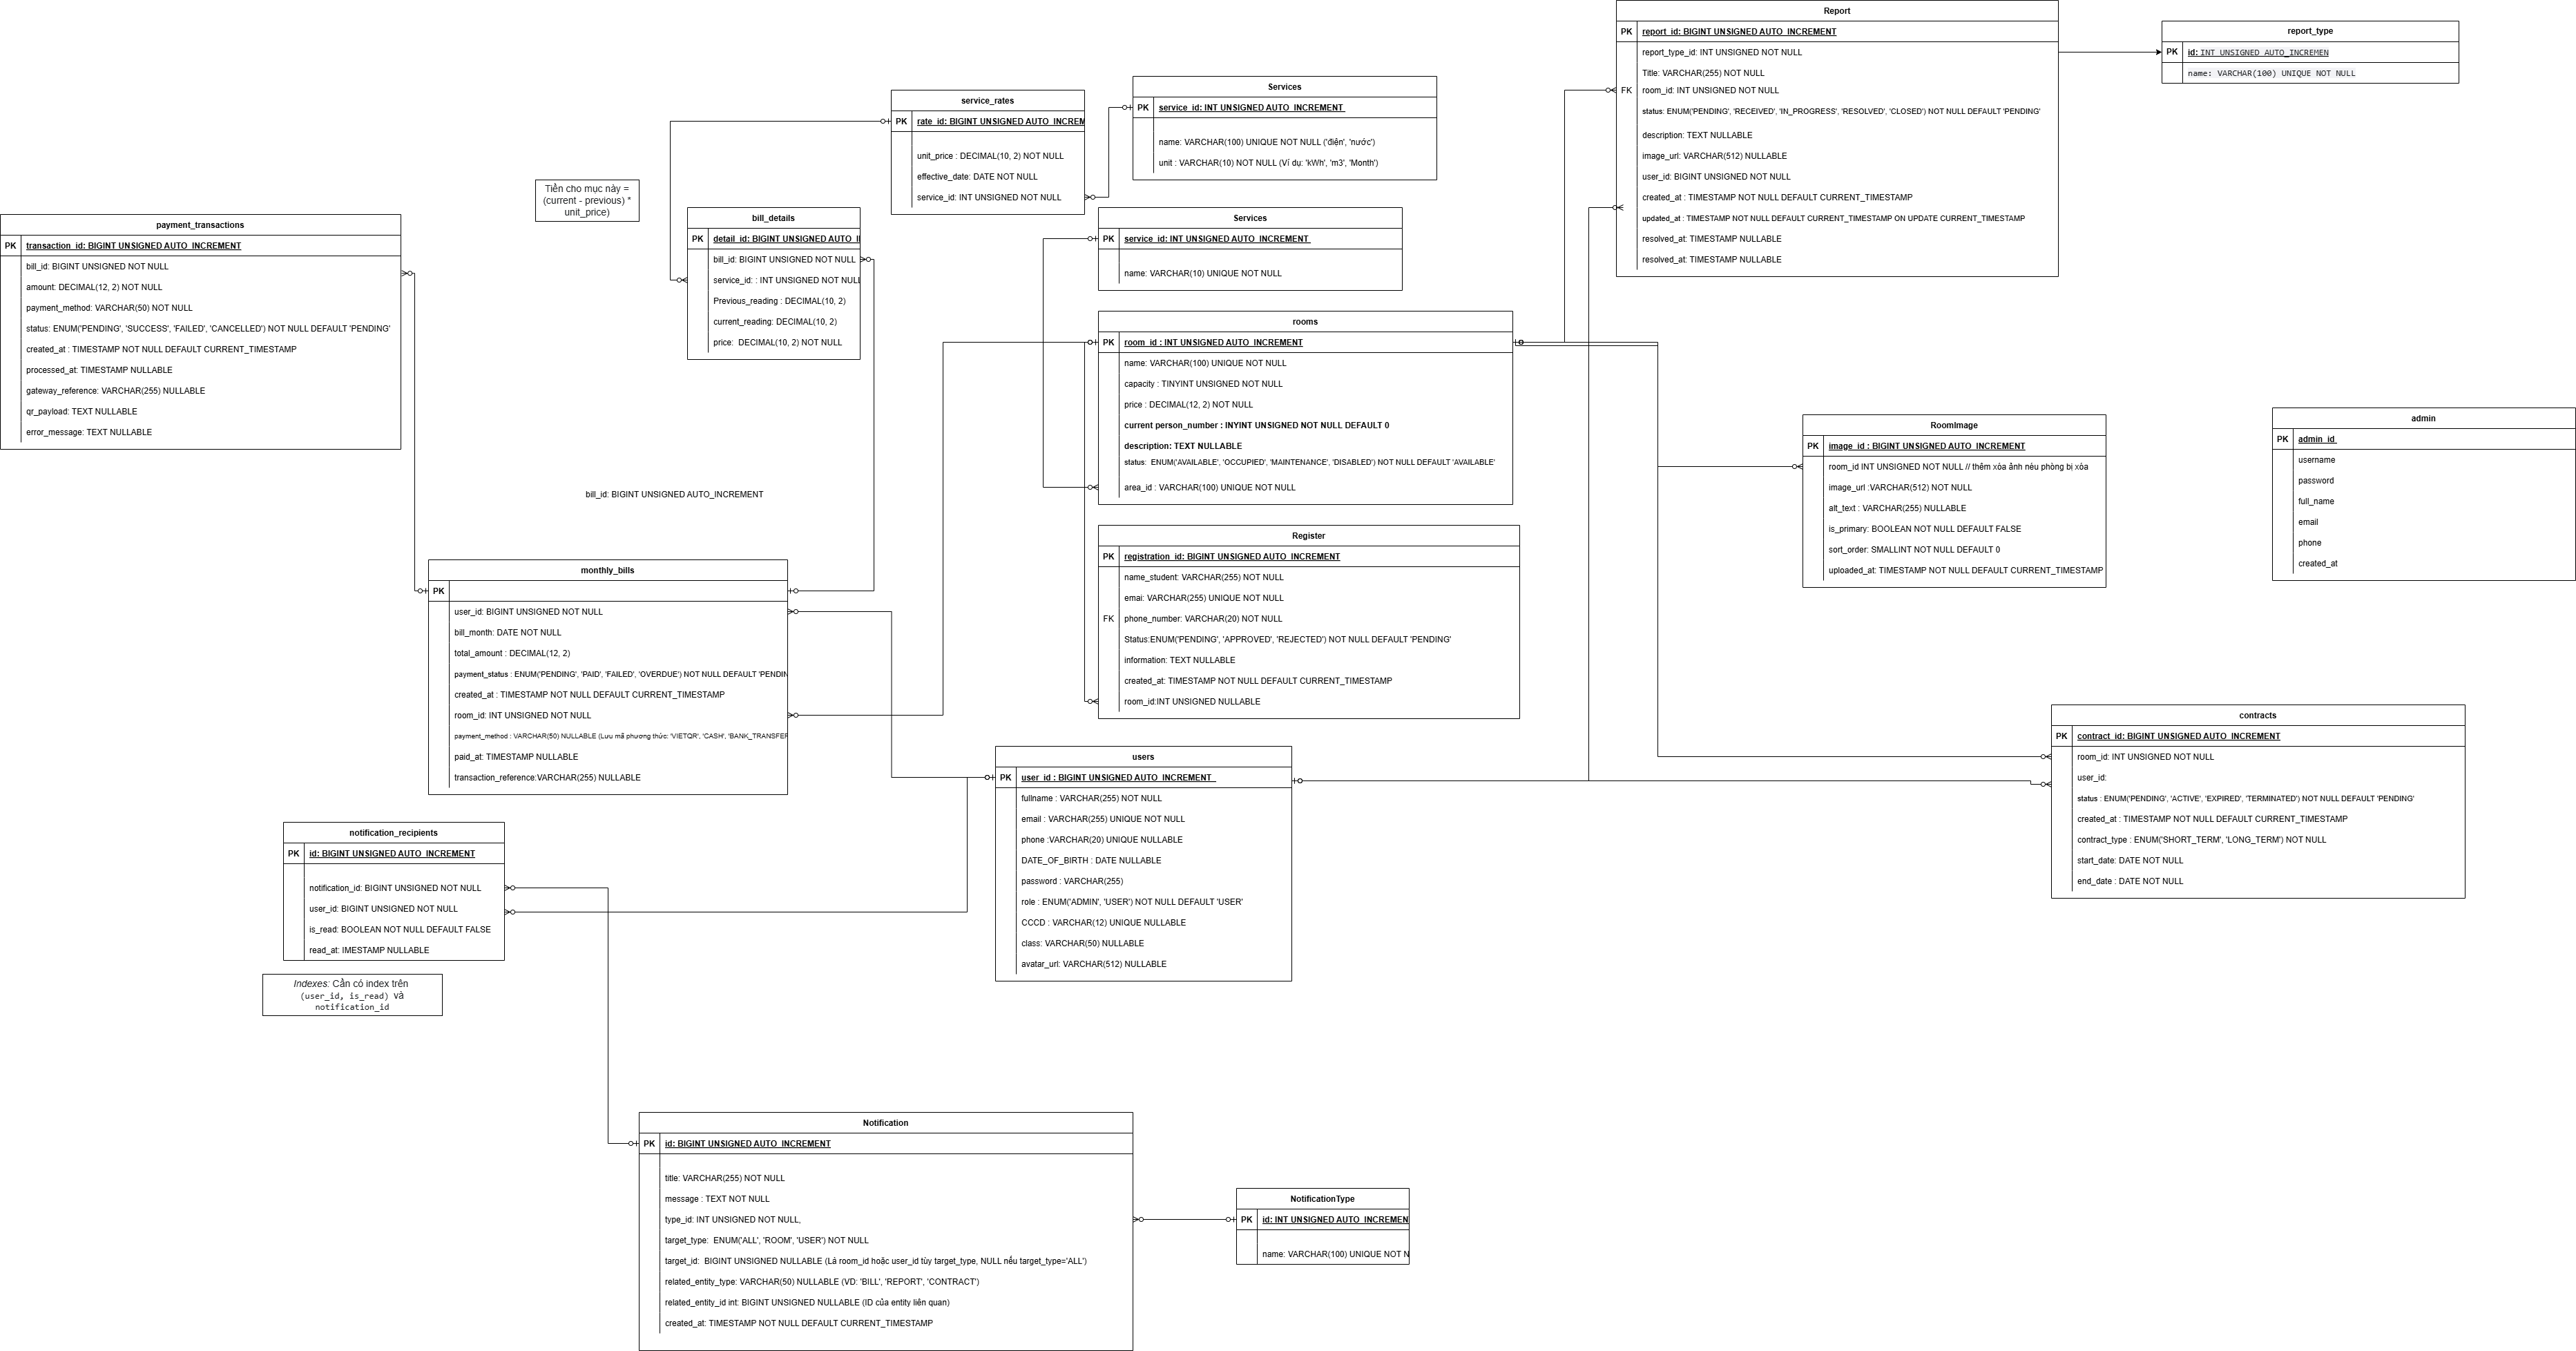 Report
PK
report_id: BIGINT UNSIGNED AUTO_INCREMENT
report_type_id: INT UNSIGNED NOT NULL
Title: VARCHAR(255) NOT NULL
FK
room_id: INT UNSIGNED NOT NULL
status: ENUM('PENDING', 'RECEIVED', 'IN_PROGRESS', 'RESOLVED', 'CLOSED') NOT NULL DEFAULT 'PENDING'
description: TEXT NULLABLE
image_url: VARCHAR(512) NULLABLE
user_id: BIGINT UNSIGNED NOT NULL
created_at : TIMESTAMP NOT NULL DEFAULT CURRENT_TIMESTAMP
updated_at : TIMESTAMP NOT NULL DEFAULT CURRENT_TIMESTAMP ON UPDATE CURRENT_TIMESTAMP
resolved_at: TIMESTAMP NULLABLE
resolved_at: TIMESTAMP NULLABLE
report_type
PK
id: INT UNSIGNED AUTO_INCREMEN
name: VARCHAR(100) UNIQUE NOT NULL
Services
PK
service_id: INT UNSIGNED AUTO_INCREMENT
name: VARCHAR(100) UNIQUE NOT NULL ('điện', 'nước')
unit : VARCHAR(10) NOT NULL (Ví dụ: 'kWh', 'm3', 'Month')
service_rates
PK
rate_id: BIGINT UNSIGNED AUTO_INCREM
unit_price : DECIMAL(10, 2) NOT NULL
effective_date: DATE NOT NULL
service_id: INT UNSIGNED NOT NULL
Tiền cho mục này =
(current - previous) *
unit_price)
bill_details
PK
detail_id: BIGINT UNSIGNED AUTO_I
bill_id: BIGINT UNSIGNED NOT NULL
service_id: : INT UNSIGNED NOT NULL
Previous_reading : DECIMAL(10, 2)
current_reading: DECIMAL(10, 2)
price:  DECIMAL(10, 2) NOT NULL
Services
PK
service_id: INT UNSIGNED AUTO_INCREMENT
name: VARCHAR(10) UNIQUE NOT NULL
payment_transactions
PK
transaction_id: BIGINT UNSIGNED AUTO_INCREMENT
bill_id: BIGINT UNSIGNED NOT NULL
amount: DECIMAL(12, 2) NOT NULL
payment_method: VARCHAR(50) NOT NULL
status: ENUM('PENDING', 'SUCCESS', 'FAILED', 'CANCELLED') NOT NULL DEFAULT 'PENDING'
created_at : TIMESTAMP NOT NULL DEFAULT CURRENT_TIMESTAMP
processed_at: TIMESTAMP NULLABLE
gateway_reference: VARCHAR(255) NULLABLE
qr_payload: TEXT NULLABLE
error_message: TEXT NULLABLE
rooms
PK
room_id : INT UNSIGNED AUTO_INCREMENT
name: VARCHAR(100) UNIQUE NOT NULL
capacity : TINYINT UNSIGNED NOT NULL
price : DECIMAL(12, 2) NOT NULL
current person_number : INYINT UNSIGNED NOT NULL DEFAULT 0
description: TEXT NULLABLE
status:  ENUM('AVAILABLE', 'OCCUPIED', 'MAINTENANCE', 'DISABLED') NOT NULL DEFAULT 'AVAILABLE'
area_id : VARCHAR(100) UNIQUE NOT NULL
RoomImage
PK
image_id : BIGINT UNSIGNED AUTO_INCREMENT
room_id INT UNSIGNED NOT NULL // thêm xóa ảnh nếu phòng bị xóa
image_url :VARCHAR(512) NOT NULL
alt_text : VARCHAR(255) NULLABLE
is_primary: BOOLEAN NOT NULL DEFAULT FALSE
sort_order: SMALLINT NOT NULL DEFAULT 0
uploaded_at: TIMESTAMP NOT NULL DEFAULT CURRENT_TIMESTAMP
admin
PK
admin_id
username
password
full_name
email
phone
created_at
bill_id: BIGINT UNSIGNED AUTO_INCREMENT
Register
PK
registration_id: BIGINT UNSIGNED AUTO_INCREMENT
name_student: VARCHAR(255) NOT NULL
emai: VARCHAR(255) UNIQUE NOT NULL
FK
phone_number: VARCHAR(20) NOT NULL
Status:ENUM('PENDING', 'APPROVED', 'REJECTED') NOT NULL DEFAULT 'PENDING'
information: TEXT NULLABLE
created_at: TIMESTAMP NOT NULL DEFAULT CURRENT_TIMESTAMP
room_id:INT UNSIGNED NULLABLE
monthly_bills
PK
user_id: BIGINT UNSIGNED NOT NULL
bill_month: DATE NOT NULL
total_amount : DECIMAL(12, 2)
payment_status : ENUM('PENDING', 'PAID', 'FAILED', 'OVERDUE') NOT NULL DEFAULT 'PENDIN
created_at : TIMESTAMP NOT NULL DEFAULT CURRENT_TIMESTAMP
room_id: INT UNSIGNED NOT NULL
payment_method : VARCHAR(50) NULLABLE (Lưu mã phương thức: 'VIETQR', 'CASH', 'BANK_TRANSFER
paid_at: TIMESTAMP NULLABLE
transaction_reference:VARCHAR(255) NULLABLE
contracts
PK
contract_id: BIGINT UNSIGNED AUTO_INCREMENT
room_id: INT UNSIGNED NOT NULL
user_id:
status : ENUM('PENDING', 'ACTIVE', 'EXPIRED', 'TERMINATED') NOT NULL DEFAULT 'PENDING'
created_at : TIMESTAMP NOT NULL DEFAULT CURRENT_TIMESTAMP
contract_type : ENUM('SHORT_TERM', 'LONG_TERM') NOT NULL
start_date: DATE NOT NULL
end_date : DATE NOT NULL
users
PK
user_id : BIGINT UNSIGNED AUTO_INCREMENT
fullname : VARCHAR(255) NOT NULL
email : VARCHAR(255) UNIQUE NOT NULL
phone :VARCHAR(20) UNIQUE NULLABLE
DATE_OF_BIRTH : DATE NULLABLE
password : VARCHAR(255)
role : ENUM('ADMIN', 'USER') NOT NULL DEFAULT 'USER'
CCCD : VARCHAR(12) UNIQUE NULLABLE
class: VARCHAR(50) NULLABLE
avatar_url: VARCHAR(512) NULLABLE
notification_recipients
PK
id: BIGINT UNSIGNED AUTO_INCREMENT
notification_id: BIGINT UNSIGNED NOT NULL
user_id: BIGINT UNSIGNED NOT NULL
is_read: BOOLEAN NOT NULL DEFAULT FALSE
read_at: IMESTAMP NULLABLE
Indexes: Cần có index trên
(user_id, is_read) và
notification_id
Notification
PK
id: BIGINT UNSIGNED AUTO_INCREMENT
title: VARCHAR(255) NOT NULL
message : TEXT NOT NULL
type_id: INT UNSIGNED NOT NULL,
target_type:  ENUM('ALL', 'ROOM', 'USER') NOT NULL
target_id:  BIGINT UNSIGNED NULLABLE (Là room_id hoặc user_id tùy target_type, NULL nếu target_type='ALL')
related_entity_type: VARCHAR(50) NULLABLE (VD: 'BILL', 'REPORT', 'CONTRACT')
related_entity_id int: BIGINT UNSIGNED NULLABLE (ID của entity liên quan)
created_at: TIMESTAMP NOT NULL DEFAULT CURRENT_TIMESTAMP
NotificationType
PK
id: INT UNSIGNED AUTO_INCREMEN
name: VARCHAR(100) UNIQUE NOT N